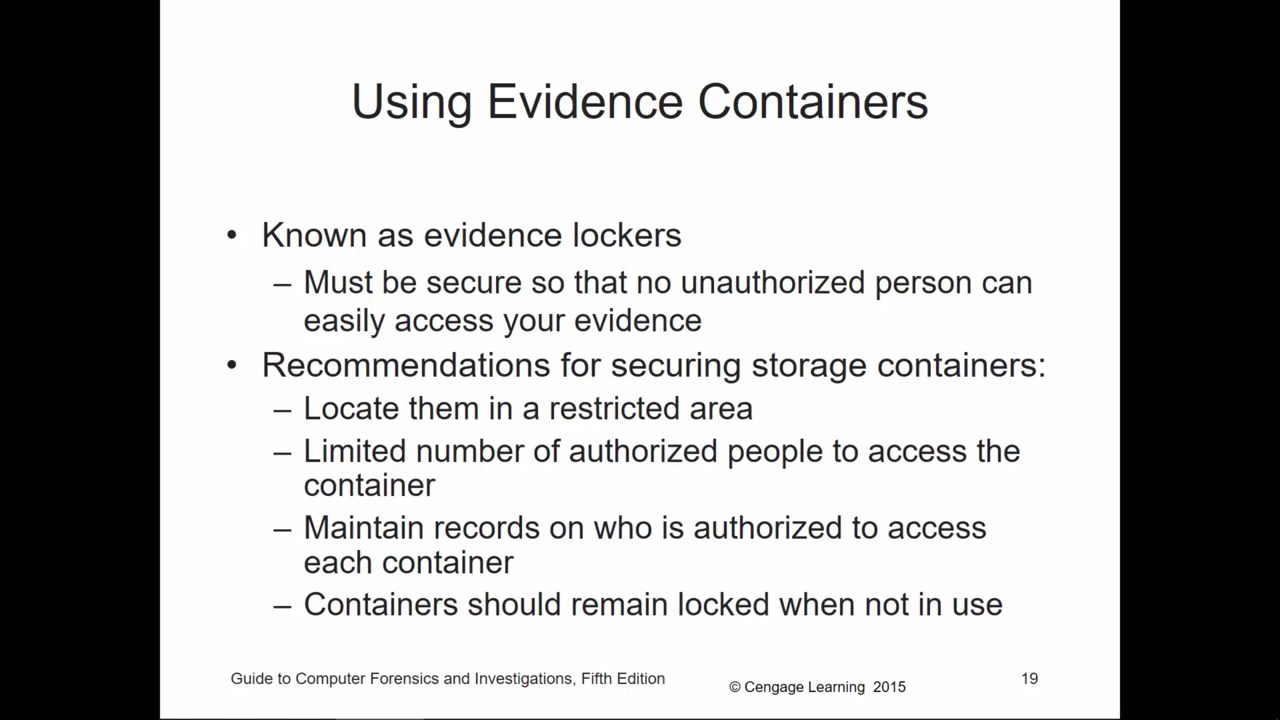 Using Evidence Containers
• Known as evidence lockers
– Must be secure so that no unauthorized person can
easily access your evidence
• Recommendations for securing storage containers:
– Locate them in a restricted area
– Limited number of authorized people to access the
container
– Maintain records on who is authorized to access
each container
– Containers should remain locked when not in use
Guide to Computer Forensics and Investigations, Fifth Edition
© Cengage Learning 2015
19